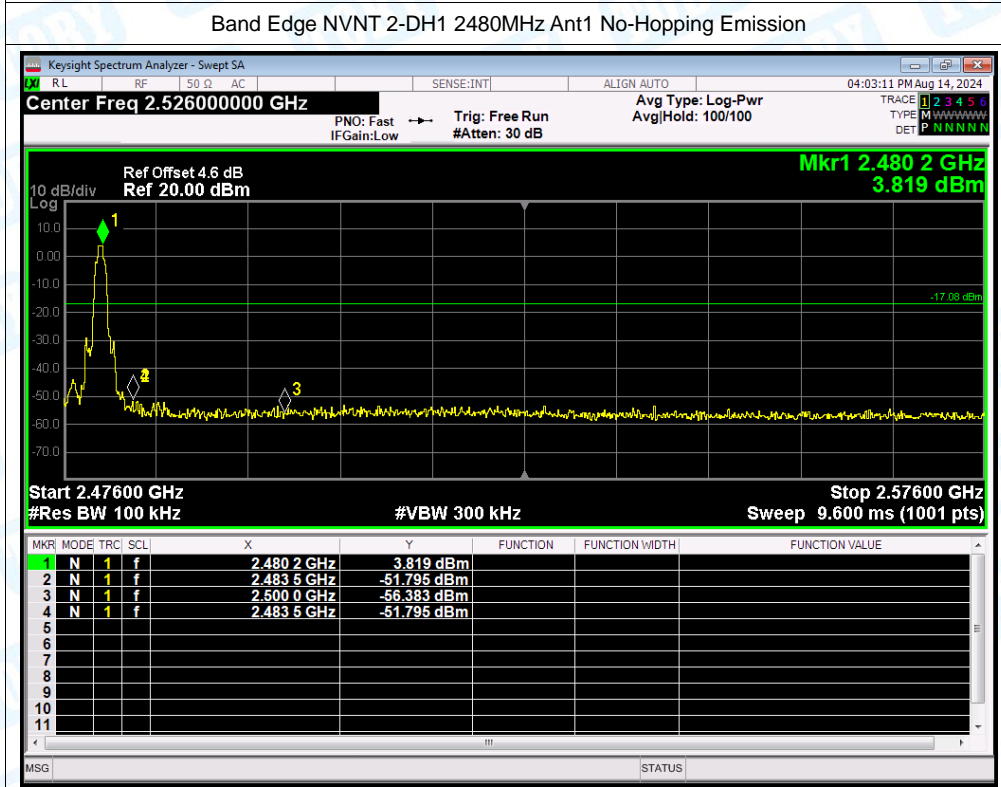 Band Edge NVNT 2-DH1 2480MHz Ant1 No-Hopping Emission
Keysight Spectrum Analyzer - Swept SA
LXI RL RF 50 Ω AC SENSE:INT ALIGN AUTO 04:03:11 PM Aug 14, 2024
Center Freq 2.526000000 GHz
PNO: Fast
IFGain:Low
Trig: Free Run
#Atten: 30 dB
Avg Type: Log-Pwr
Avg|Hold: 100/100
TRACE 1 2 3 4 5 6
TYPE M WWWWW
DET P N N N N N
Mkr1 2.480 2 GHz
3.819 dBm
Ref Offset 4.6 dB
10 dB/div Ref 20.00 dBm
Log
10.0
0.00
-10.0
-20.0
-30.0
-40.0
-50.0
-60.0
-70.0
1
-17.08 dBm
2
4
3
Start 2.47600 GHz Stop 2.57600 GHz
#Res BW 100 kHz #VBW 300 kHz Sweep 9.600 ms (1001 pts)
MKR MODE TRC SCL X Y FUNCTION FUNCTION WIDTH FUNCTION VALUE
1 N 1 f 2.480 2 GHz 3.819 dBm
2 N 1 f 2.483 5 GHz -51.795 dBm
3 N 1 f 2.500 0 GHz -56.383 dBm
4 N 1 f 2.483 5 GHz -51.795 dBm
5
6
7
8
9
10
11
MSG STATUS